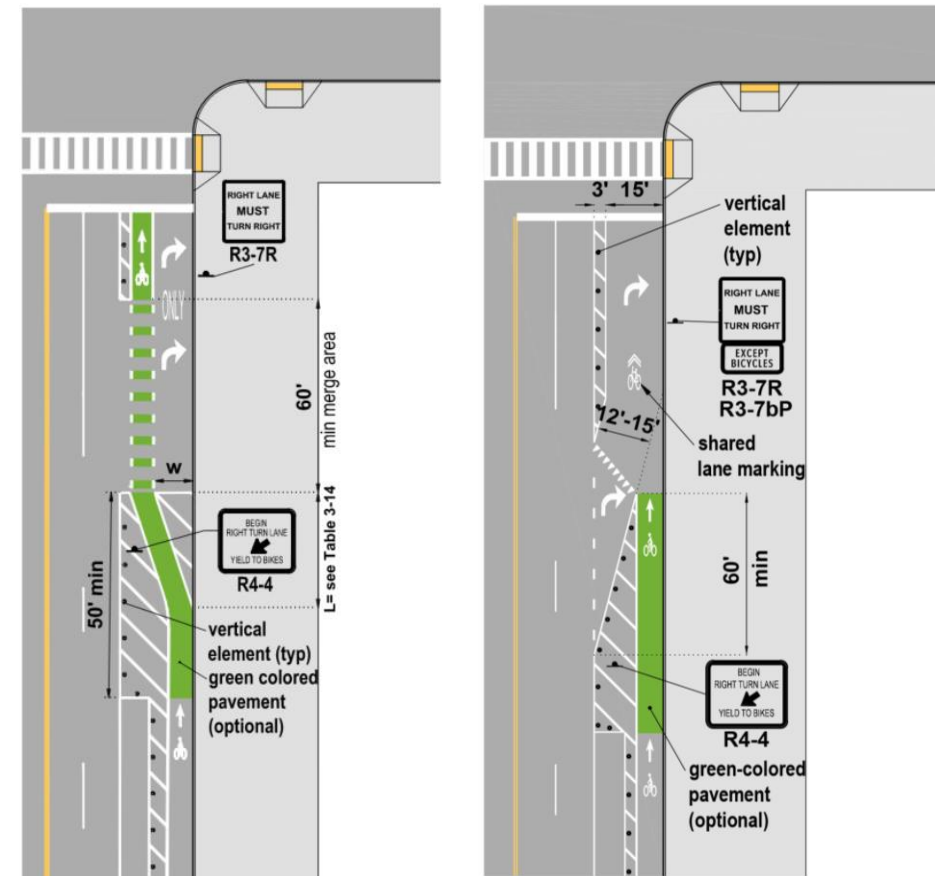 RIGHT LANE
MUST
TURN RIGHT
R3-7R
ONLY
60'
min merge area
W
L= see Table 3-14
BEGIN
RIGHT TURN LANE
YIELD TO BIKES
R4-4
50' min
vertical
element (typ)
green colored
pavement
(optional)
3' 15'
vertical
element
(typ)
RIGHT LANE
MUST
TURN RIGHT
EXCEPT
BICYCLES
R3-7R
R3-7bP
12'-15'
shared
lane marking
60'
min
BEGIN
RIGHT TURN LANE
YIELD TO BIKES
R4-4
green-colored
pavement
(optional)